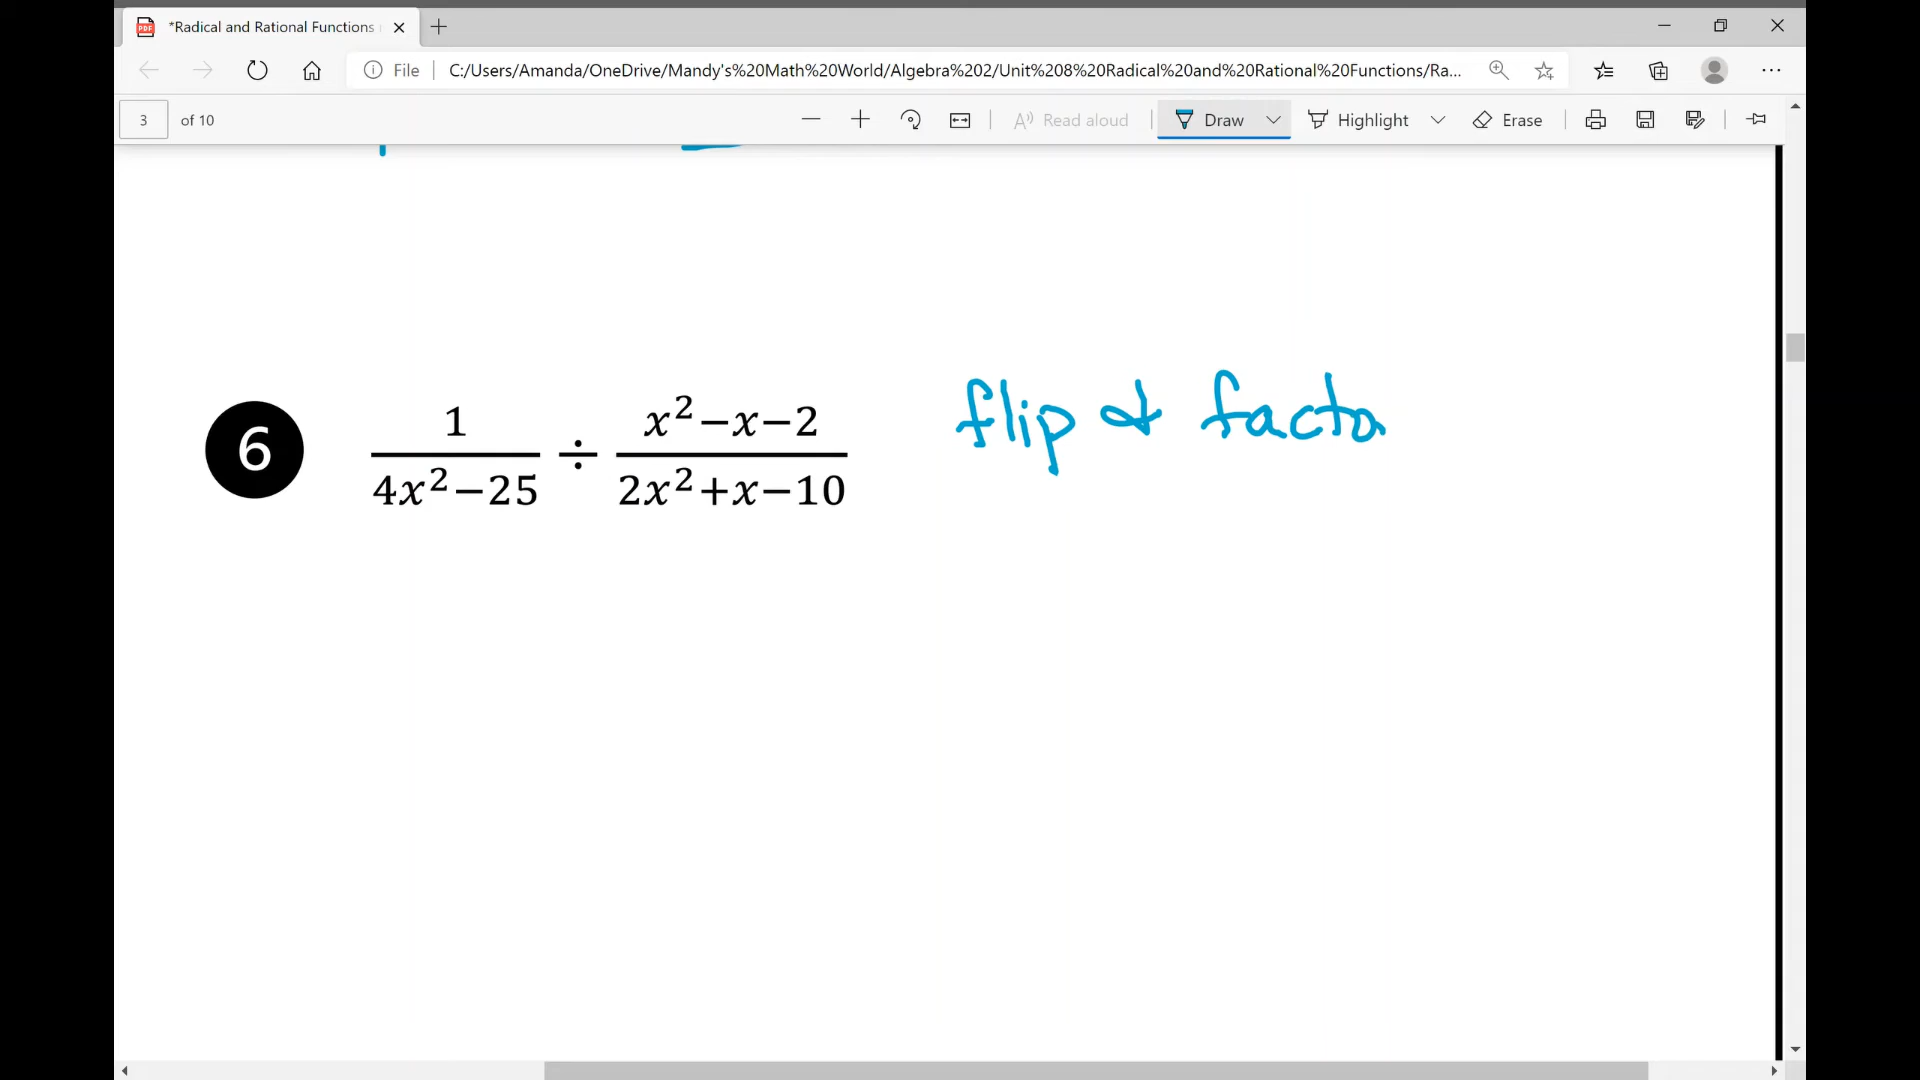 *Radical and Rational Functions
File C:/Users/Amanda/OneDrive/Mandy's%20Math%20World/Algebra%202/Unit%208%20Radical%20and%20Rational%20Functions/Ra...
3 of 10 Read aloud Draw Highlight Erase
6 1/(4x²−25) ÷ (x²−x−2)/(2x²+x−10) flip & facto